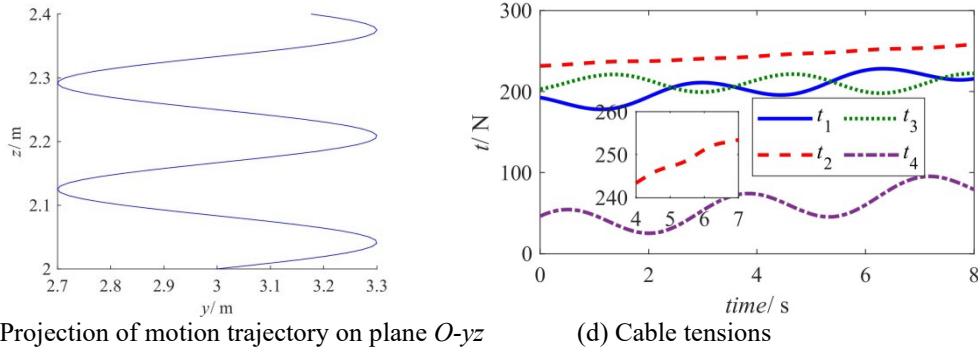 2.4
2.3
2.2
2.1
2
z/ m
2.7 2.8 2.9 3 3.1 3.2 3.3
y/ m
Projection of motion trajectory on plane O-yz
300
200
100
0
t/ N
260
250
240
4 5 6 7
t1 t3
t2 t4
0 2 4 6 8
time/ s
(d) Cable tensions